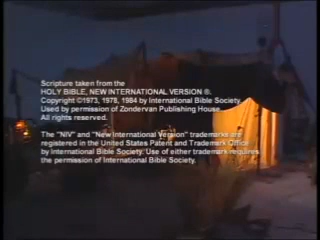 Scripture taken from the
HOLY BIBLE, NEW INTERNATIONAL VERSION ®.
Copyright ©1973, 1978, 1984 by International Bible Society.
Used by permission of Zondervan Publishing House.
All rights reserved.
The "NIV" and "New International Version" trademarks are
registered in the United States Patent and Trademark Office
by International Bible Society. Use of either trademark requires
the permission of International Bible Society.